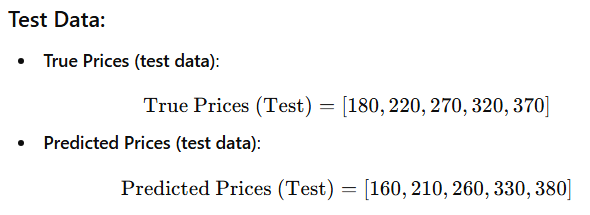 Test Data:
• True Prices (test data):
True Prices (Test) = [180, 220, 270, 320, 370]
• Predicted Prices (test data):
Predicted Prices (Test) = [160, 210, 260, 330, 380]